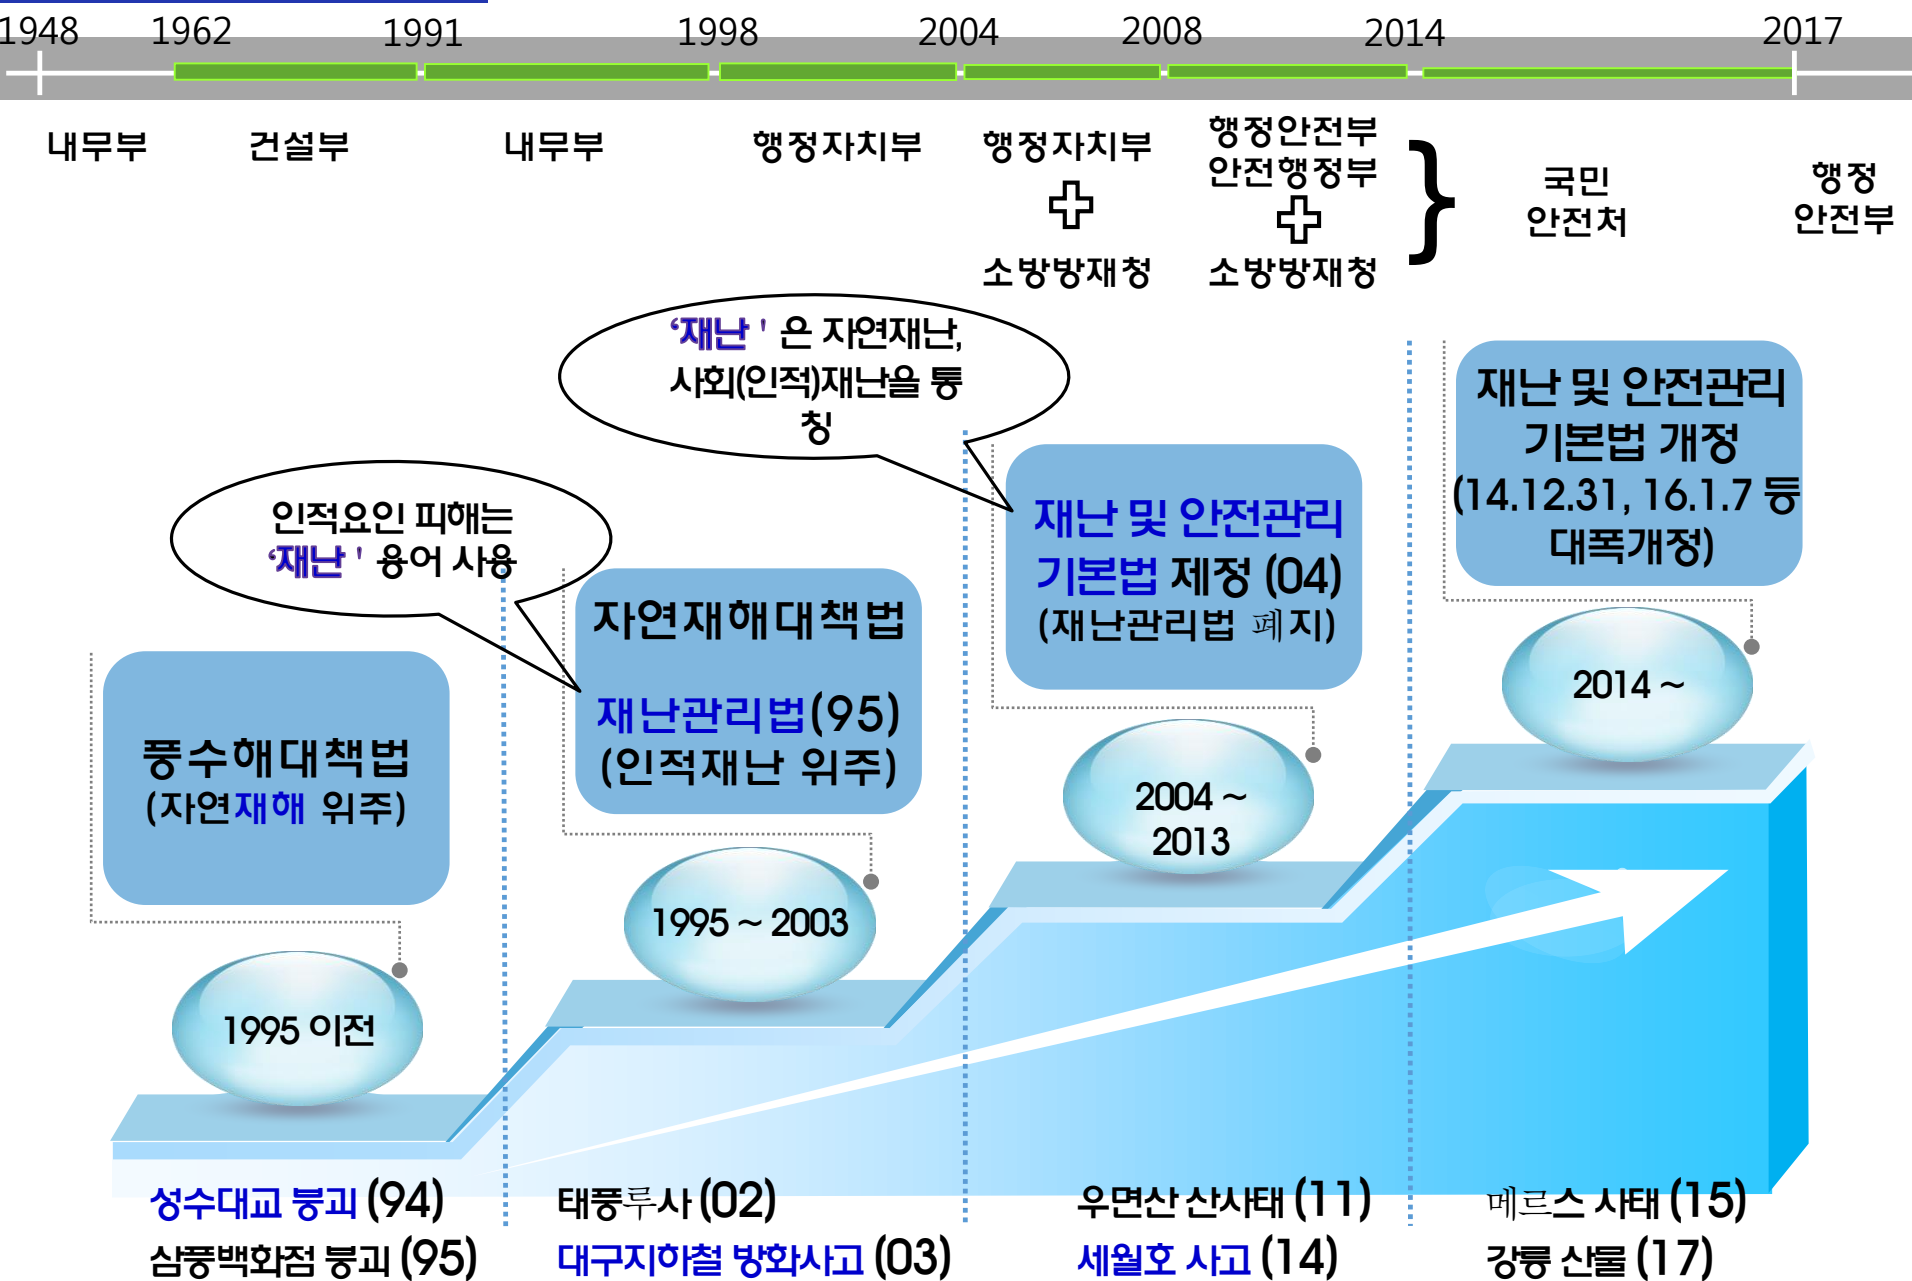 1948
1962
1991
1998
2004
2008
2014
2017
내무부
건설부
내무부
행정자치부
행정자치부
소방방재청
행정안전부
안전행정부
소방방재청
}
국민
안전처
행정
안전부
‘재난 ' 은 자연재난,
사회(인적)재난을 통
칭
인적요인 피해는
‘재난 ' 용어 사용
재난 및 안전관리
기본법 개정
(14.12.31, 16.1.7 등
대폭개정)
재난 및 안전관리
기본법 제정 (04)
(재난관리법 폐지)
자연재해대책법
재난관리법(95)
(인적재난 위주)
풍수해대책법
(자연재해 위주)
2014 ~
2004 ~
2013
1995 ~ 2003
1995 이전
성수대교 붕괴 (94)
삼풍백화점 붕괴 (95)
태풍루사 (02)
대구지하철 방화사고 (03)
우면산 산사태 (11)
세월호 사고 (14)
메르스 사태 (15)
강릉 산불 (17)